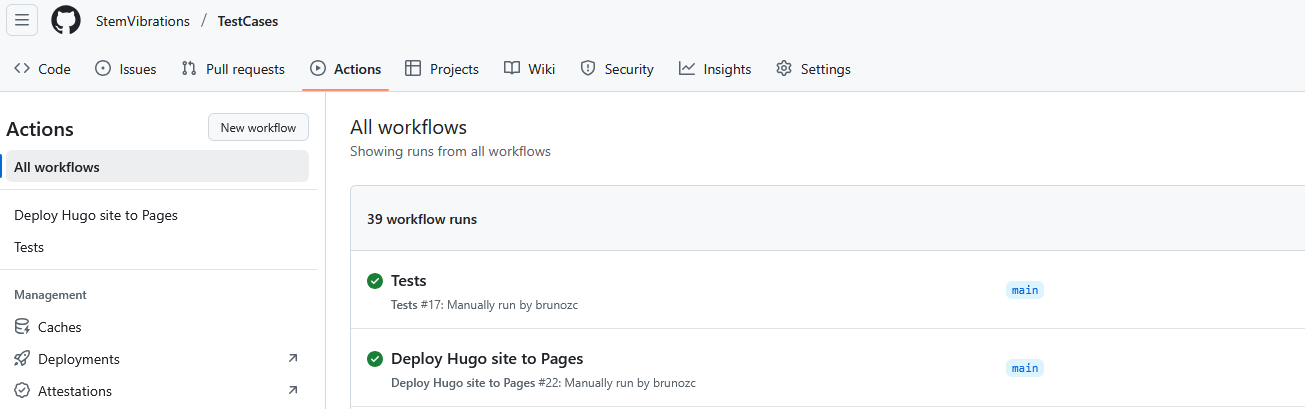 StemVibrations / TestCases
Code Issues Pull requests Actions Projects Wiki Security Insights Settings
Actions
New workflow
All workflows
Deploy Hugo site to Pages
Tests
Management
Caches
Deployments
Attestations
All workflows
Showing runs from all workflows
39 workflow runs
Tests
Tests #17: Manually run by brunozc
main
Deploy Hugo site to Pages
Deploy Hugo site to Pages #22: Manually run by brunozc
main